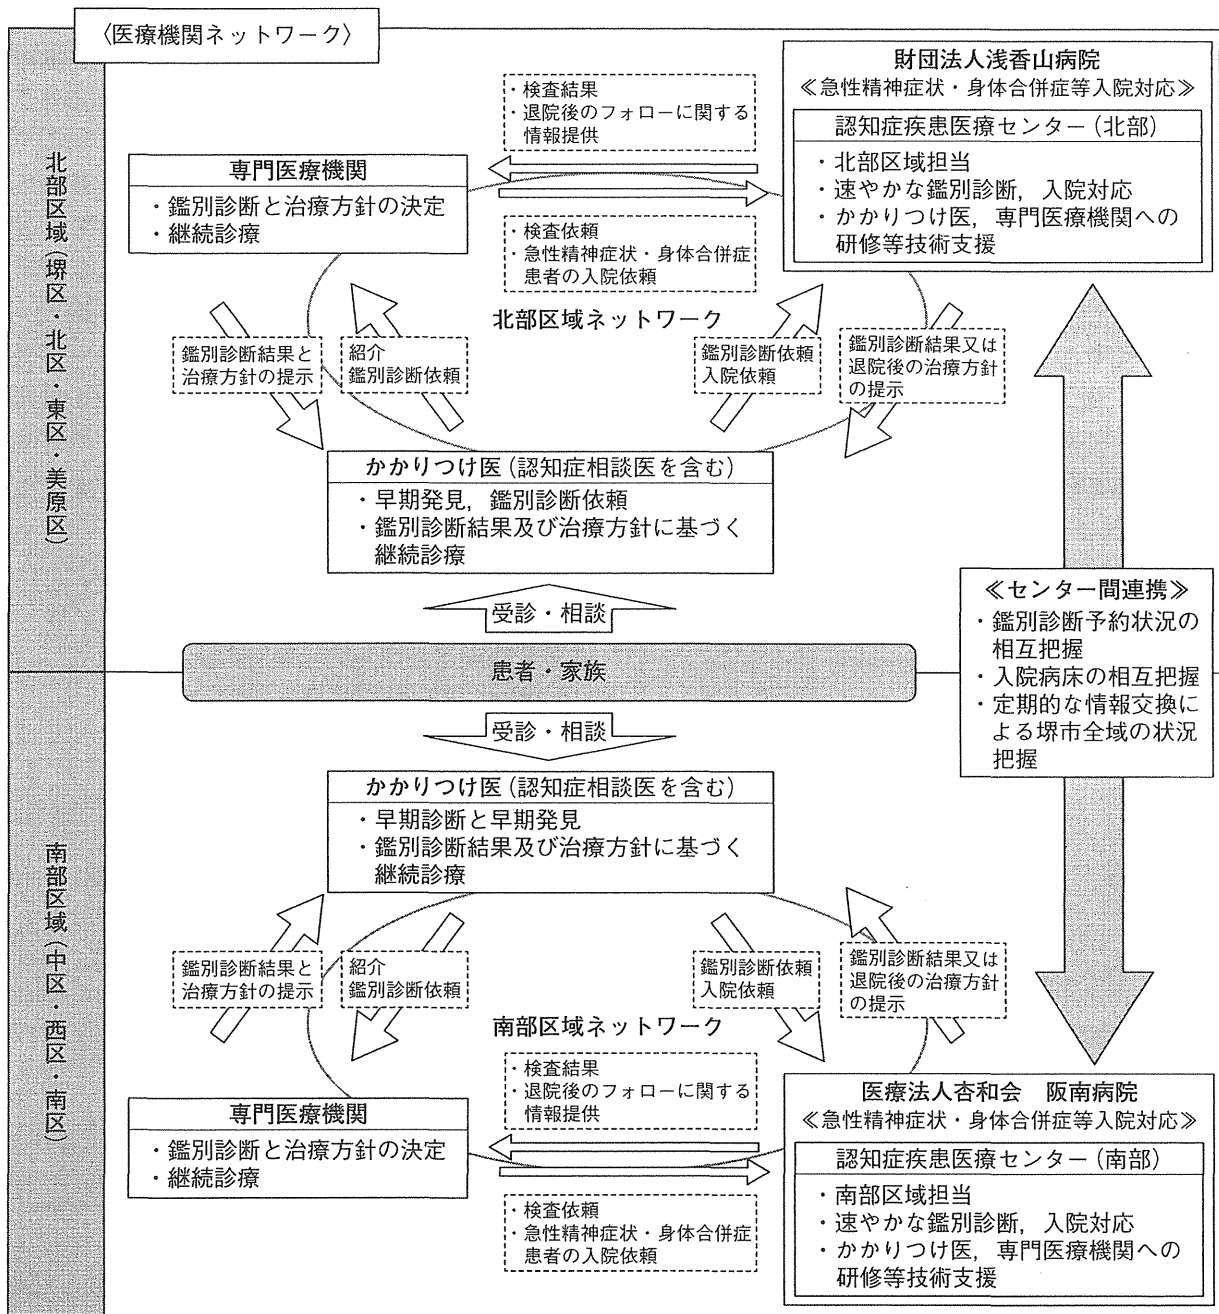 〈医療機関ネットワーク〉
北部区域(堺区・北区・東区・美原区)
財団法人浅香山病院
≪急性精神症状・身体合併症等入院対応≫
認知症疾患医療センター(北部)
・北部区域担当
・速やかな鑑別診断,入院対応
・かかりつけ医,専門医療機関への
研修等技術支援
・検査結果
・退院後のフォローに関する
情報提供
専門医療機関
・鑑別診断と治療方針の決定
・継続診療
・検査依頼
・急性精神症状・身体合併症
患者の入院依頼
北部区域ネットワーク
鑑別診断結果と
治療方針の提示
紹介
鑑別診断依頼
鑑別診断依頼
入院依頼
鑑別診断結果又は
退院後の治療方針
の提示
かかりつけ医(認知症相談医を含む)
・早期発見,鑑別診断依頼
・鑑別診断結果及び治療方針に基づく
継続診療
受診・相談
患者・家族
≪センター間連携≫
・鑑別診断予約状況の
相互把握
・入院病床の相互把握
・定期的な情報交換に
よる堺市全域の状況
把握
南部区域(中区・西区・南区)
受診・相談
かかりつけ医(認知症相談医を含む)
・早期診断と早期発見
・鑑別診断結果及び治療方針に基づく
継続診療
鑑別診断結果と
治療方針の提示
紹介
鑑別診断依頼
鑑別診断依頼
入院依頼
鑑別診断結果又は
退院後の治療方針
の提示
南部区域ネットワーク
・検査結果
・退院後のフォローに関する
情報提供
専門医療機関
・鑑別診断と治療方針の決定
・継続診療
・検査依頼
・急性精神症状・身体合併症
患者の入院依頼
医療法人杏和会 阪南病院
≪急性精神症状・身体合併症等入院対応≫
認知症疾患医療センター(南部)
・南部区域担当
・速やかな鑑別診断,入院対応
・かかりつけ医,専門医療機関への
研修等技術支援